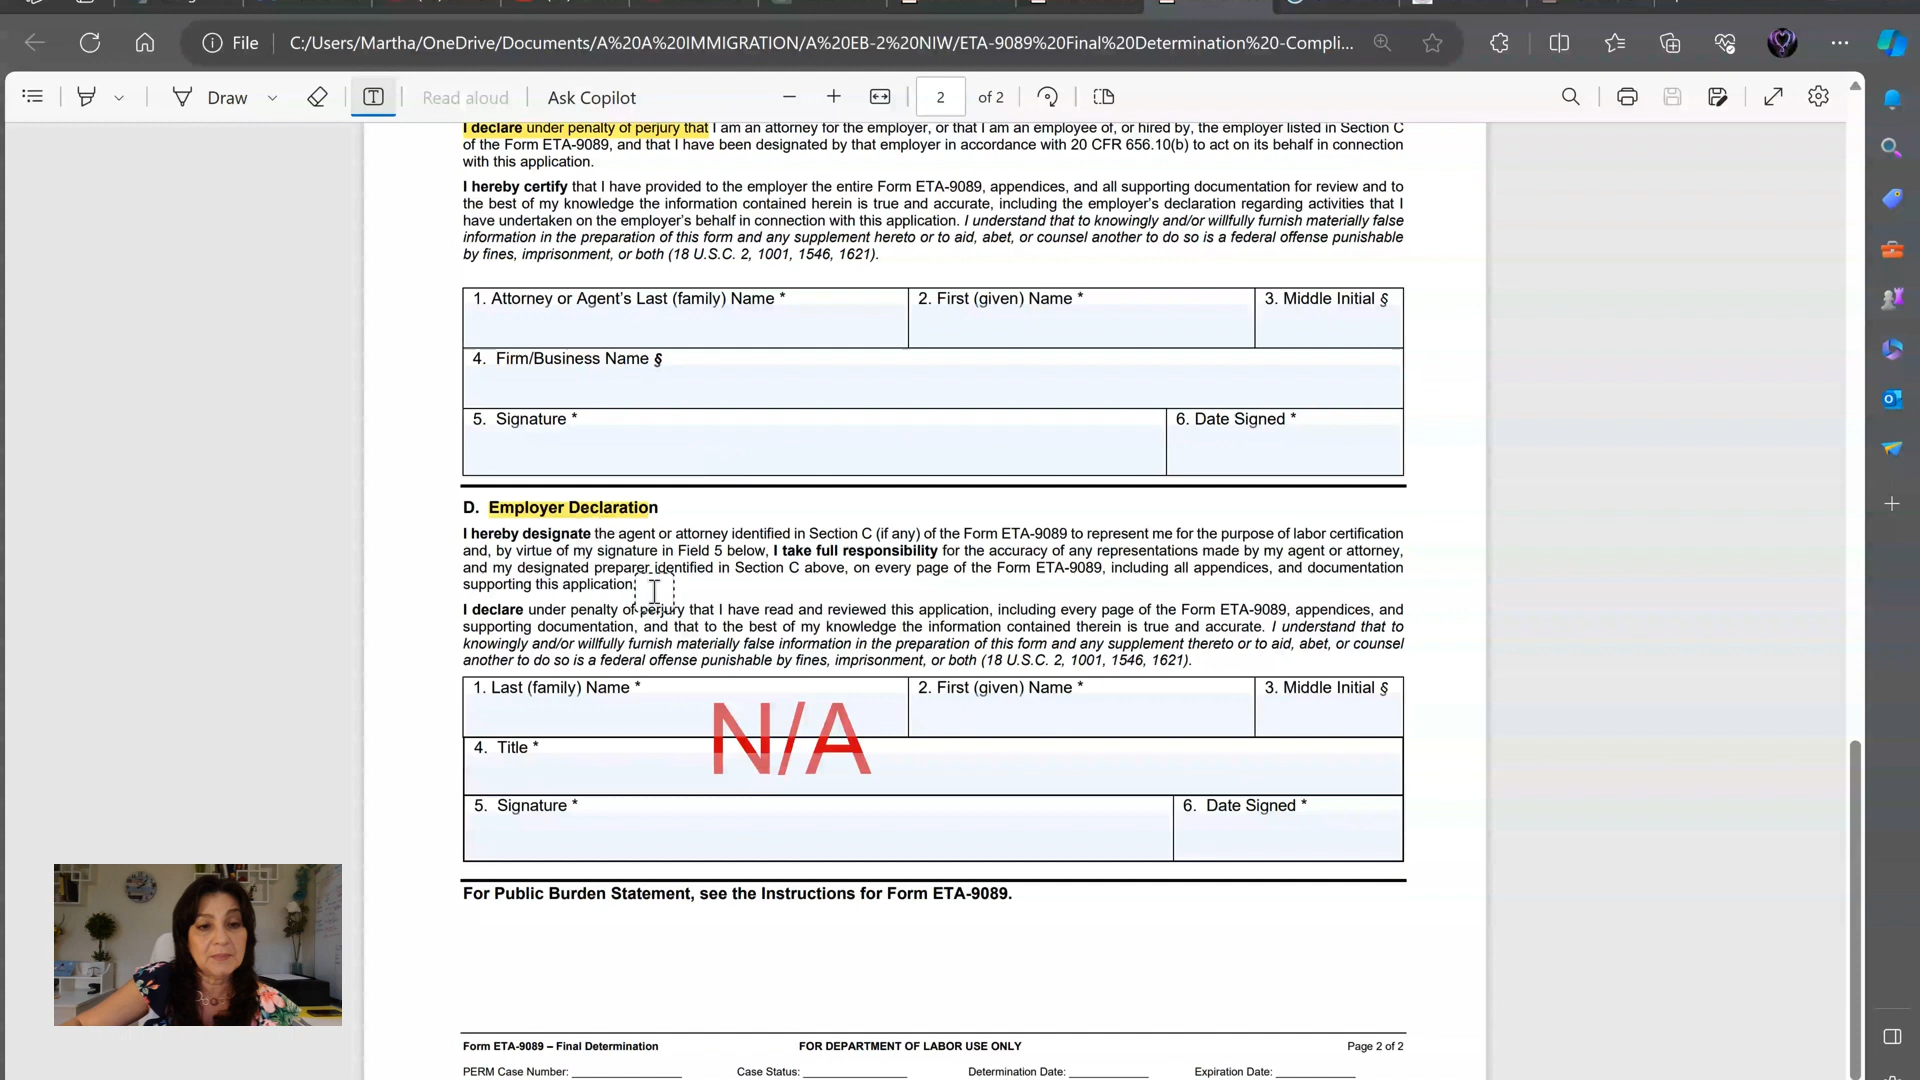 File
C:/Users/Martha/OneDrive/Documents/A%20A%20IMMIGRATION/A%20EB-2%20NIW/ETA-9089%20Final%20Determination%20-Compli...
Draw
Read aloud
Ask Copilot
2
of 2
I declare under penalty of perjury that I am an attorney for the employer, or that I am an employee of, or hired by, the employer listed in Section C
of the Form ETA-9089, and that I have been designated by that employer in accordance with 20 CFR 656.10(b) to act on its behalf in connection
with this application.
I hereby certify that I have provided to the employer the entire Form ETA-9089, appendices, and all supporting documentation for review and to
the best of my knowledge the information contained herein is true and accurate, including the employer's declaration regarding activities that I
have undertaken on the employer's behalf in connection with this application. I understand that to knowingly and/or willfully furnish materially false
information in the preparation of this form and any supplement hereto or to aid, abet, or counsel another to do so is a federal offense punishable
by fines, imprisonment, or both (18 U.S.C. 2, 1001, 1546, 1621).
1. Attorney or Agent's Last (family) Name *
2. First (given) Name *
3. Middle Initial §
4. Firm/Business Name §
5. Signature *
6. Date Signed *
D. Employer Declaration
I hereby designate the agent or attorney identified in Section C (if any) of the Form ETA-9089 to represent me for the purpose of labor certification
and, by virtue of my signature in Field 5 below, I take full responsibility for the accuracy of any representations made by my agent or attorney,
and my designated preparer identified in Section C above, on every page of the Form ETA-9089, including all appendices, and documentation
supporting this application.
I declare under penalty of perjury that I have read and reviewed this application, including every page of the Form ETA-9089, appendices, and
supporting documentation, and that to the best of my knowledge the information contained therein is true and accurate. I understand that to
knowingly and/or willfully furnish materially false information in the preparation of this form and any supplement thereto or to aid, abet, or counsel
another to do so is a federal offense punishable by fines, imprisonment, or both (18 U.S.C. 2, 1001, 1546, 1621).
1. Last (family) Name *
2. First (given) Name *
3. Middle Initial §
N/A
4. Title *
5. Signature *
6. Date Signed *
For Public Burden Statement, see the Instructions for Form ETA-9089.
Form ETA-9089 – Final Determination
FOR DEPARTMENT OF LABOR USE ONLY
Page 2 of 2
PERM Case Number:
Case Status:
Determination Date:
Expiration Date: